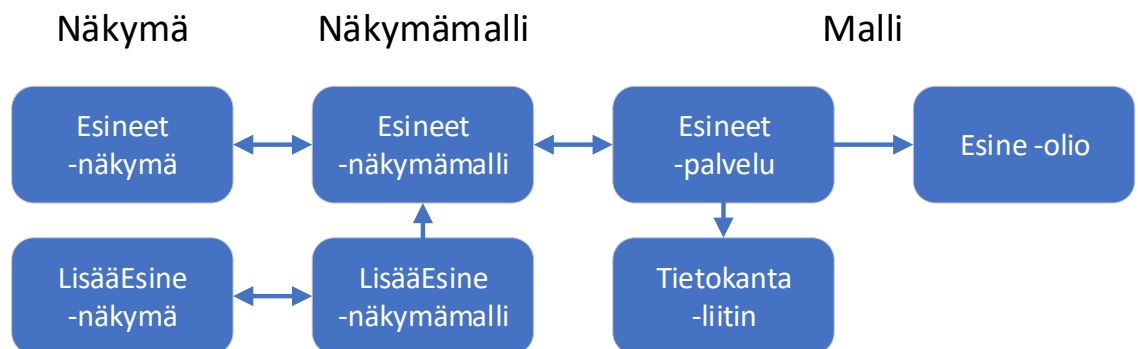 Näkymä
Näkymämalli
Malli
Esineet
-näkymä
Esineet
-näkymämalli
Esineet
-palvelu
Esine -olio
LisääEsine
-näkymä
LisääEsine
-näkymämalli
Tietokanta
-liitin